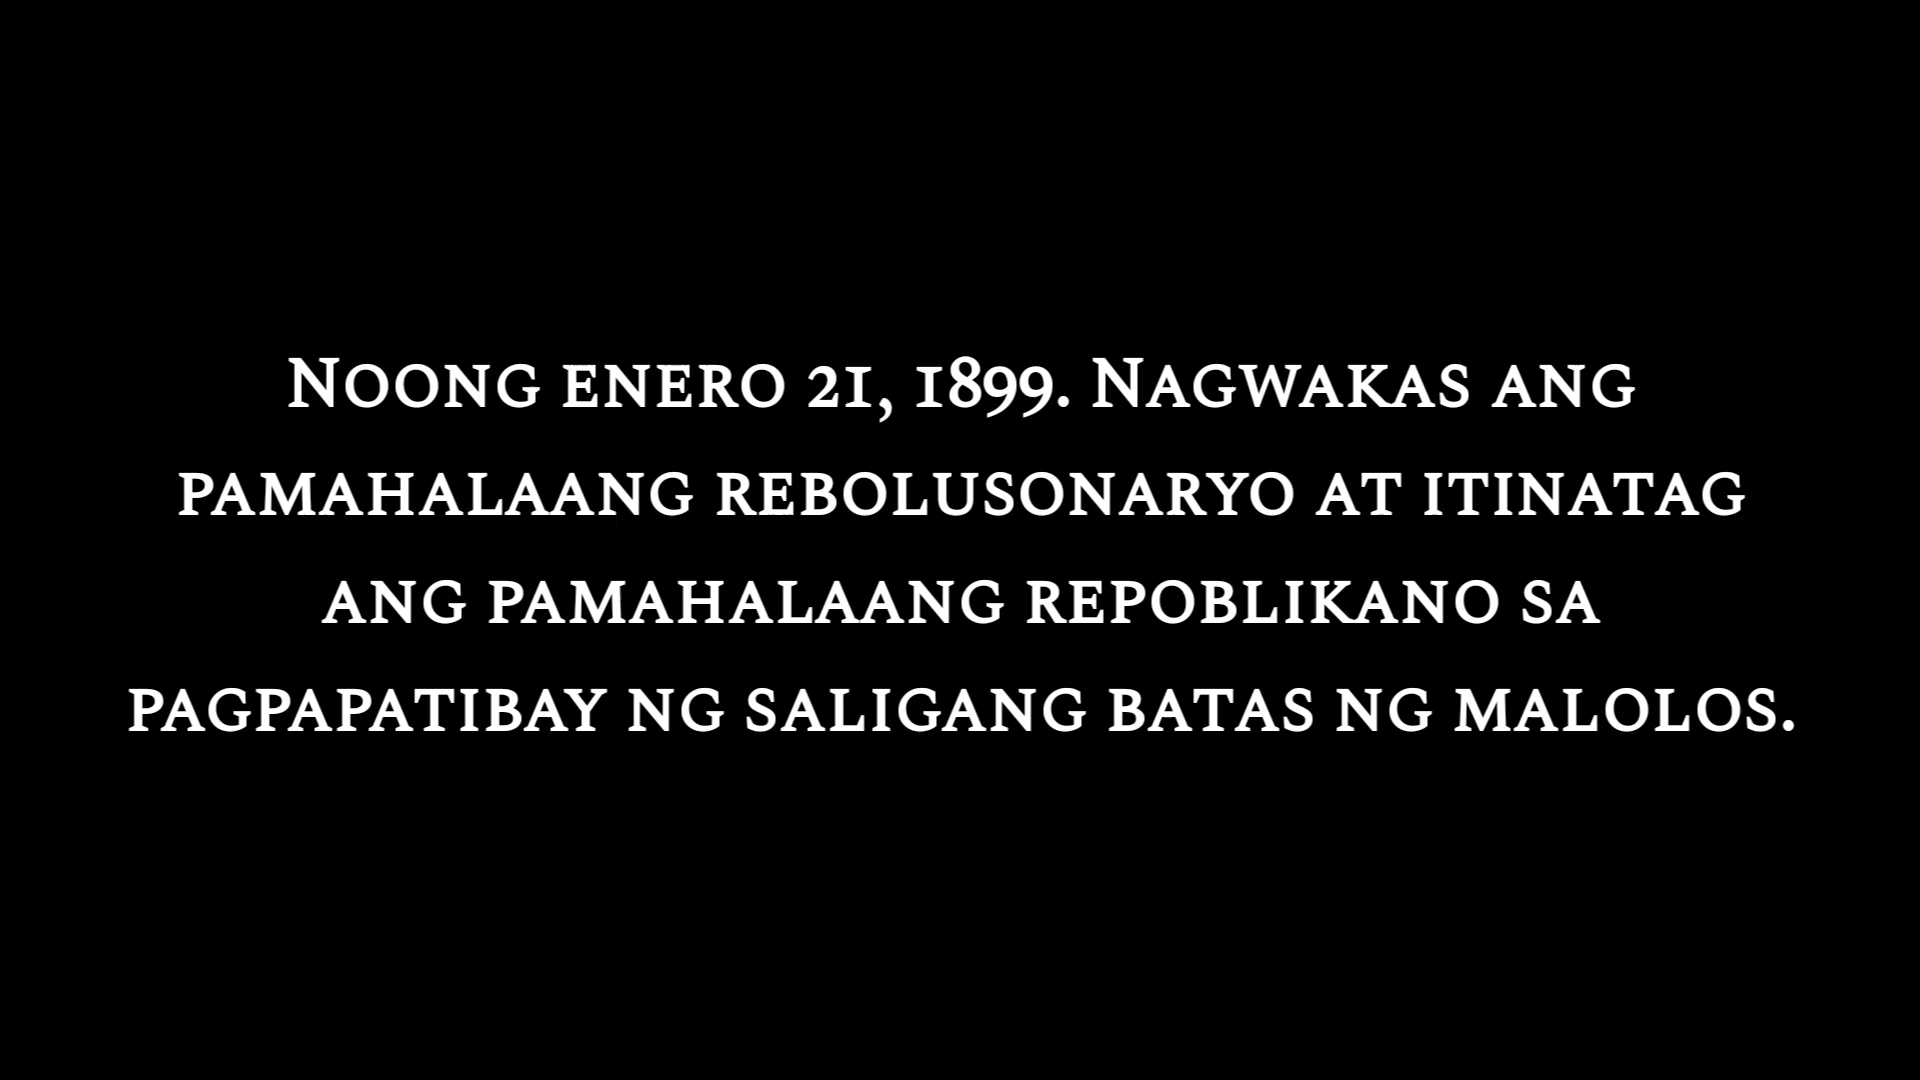 Noong enero 21, 1899. Nagwakas ang
pamahalaang rebolusonaryo at itinatag
ang pamahalaang repoblikano sa
pagpapatibay ng saligang batas ng malolos.